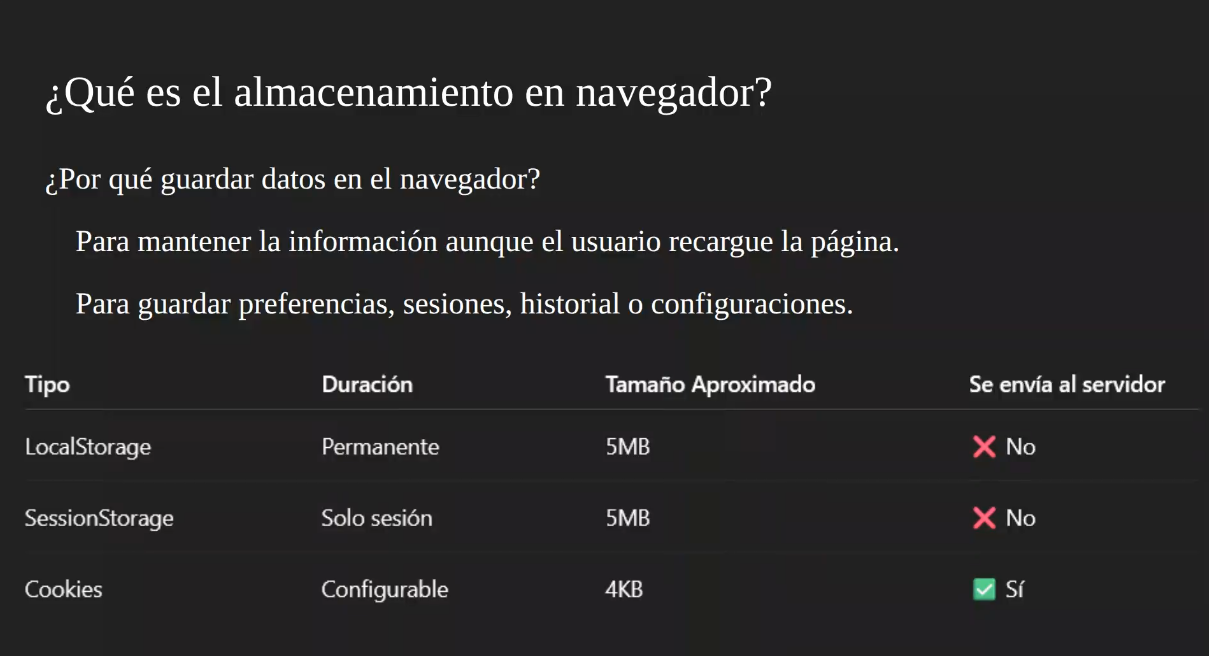 ¿Qué es el almacenamiento en navegador?
¿Por qué guardar datos en el navegador?
Para mantener la información aunque el usuario recargue la página.
Para guardar preferencias, sesiones, historial o configuraciones.
Tipo Duración Tamaño Aproximado Se envía al servidor
LocalStorage Permanente 5MB ❌ No
SessionStorage Solo sesión 5MB ❌ No
Cookies Configurable 4KB ✅ Sí